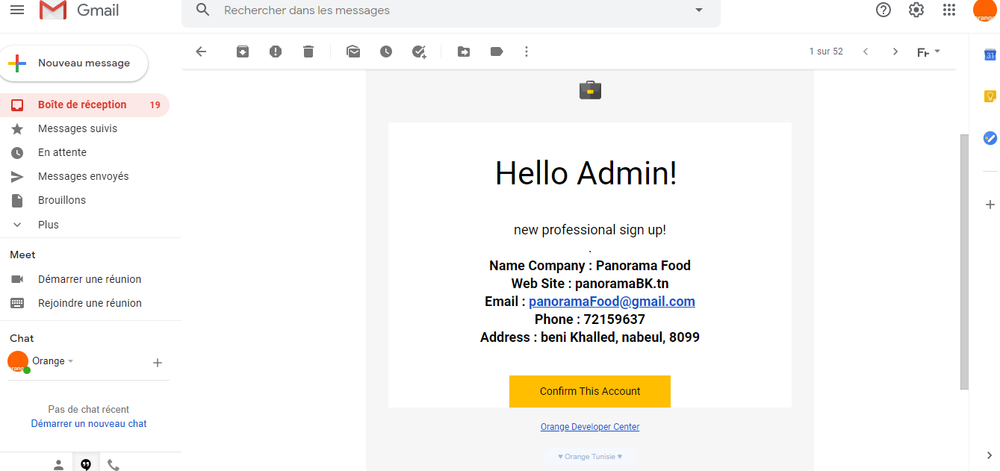 Gmail
Rechercher dans les messages
orange
Nouveau message
1 sur 52
Fr
31
Boîte de réception 19
Messages suivis
En attente
Messages envoyés
Brouillons
Plus
Meet
Démarrer une réunion
Rejoindre une réunion
Chat
Orange
Pas de chat récent
Démarrer un nouveau chat
Hello Admin!
new professional sign up!
.
Name Company : Panorama Food
Web Site : panoramaBK.tn
Email : panoramaFood@gmail.com
Phone : 72159637
Address : beni Khalled, nabeul, 8099
Confirm This Account
Orange Developer Center
♥ Orange Tunisie ♥